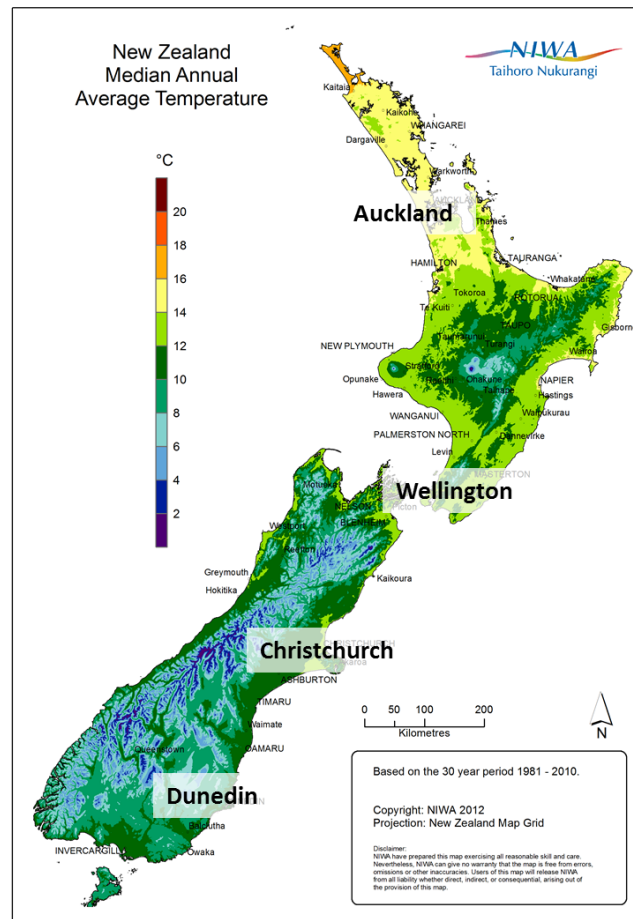 New Zealand
Median Annual
Average Temperature
NIWA
Taihoro Nukurangi
°C
20
18
16
14
12
10
8
6
4
2
Kaitaia
Kaikohe
WHANGAREI
Dargaville
Warkworth
AUCKLAND
Auckland
Thames
HAMILTON
TAURANGA
Whakatane
Tokoroa
ROTORUA
Te Kuiti
TAUPO
Gisborne
Taumarunui
Turangi
NEW PLYMOUTH
Wairoa
Stratford
Opunake
Ohakune
NAPIER
Raetihi
Taihape
Hastings
Hawera
WANGANUI
Waipukurau
PALMERSTON NORTH
Dannevirke
Levin
MASTERTON
Wellington
Motueka
NELSON
Picton
BLENHEIM
Westport
Reefton
Greymouth
Kaikoura
Hokitika
CHRISTCHURCH
Christchurch
Akaroa
ASHBURTON
TIMARU
Waimate
OAMARU
Queenstown
Dunedin
Balclutha
INVERCARGILL
Owaka
0 50 100 200
Kilometres
N
Based on the 30 year period 1981 - 2010.
Copyright: NIWA 2012
Projection: New Zealand Map Grid
Disclaimer:
NIWA have prepared this map exercising all reasonable skill and care.
Nevertheless, NIWA can give no warranty that the map is free from errors,
omissions or other inaccuracies. Users of this map will release NIWA
from all liability whether direct, indirect, or consequential, arising out of
the provision of this map.